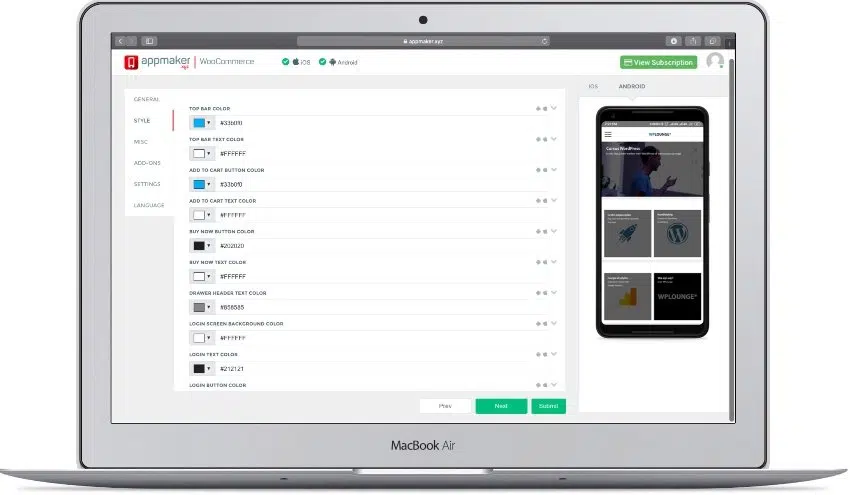 appmaker.xyz
appmaker
xyz
WooCommerce
iOS
Android
View Subscription
GENERAL
STYLE
MISC
ADD-ONS
SETTINGS
LANGUAGE
TOP BAR COLOR
#33b0f0
TOP BAR TEXT COLOR
#FFFFFF
ADD TO CART BUTTON COLOR
#33b0f0
ADD TO CART TEXT COLOR
#FFFFFF
BUY NOW BUTTON COLOR
#202020
BUY NOW TEXT COLOR
#FFFFFF
DRAWER HEADER TEXT COLOR
#858585
LOGIN SCREEN BACKGROUND COLOR
#FFFFFF
LOGIN TEXT COLOR
#212121
LOGIN BUTTON COLOR
Prev
Next
Submit
IOS
ANDROID
WPLOUNGE
WordPress
WPLOUNGE
MacBook Air